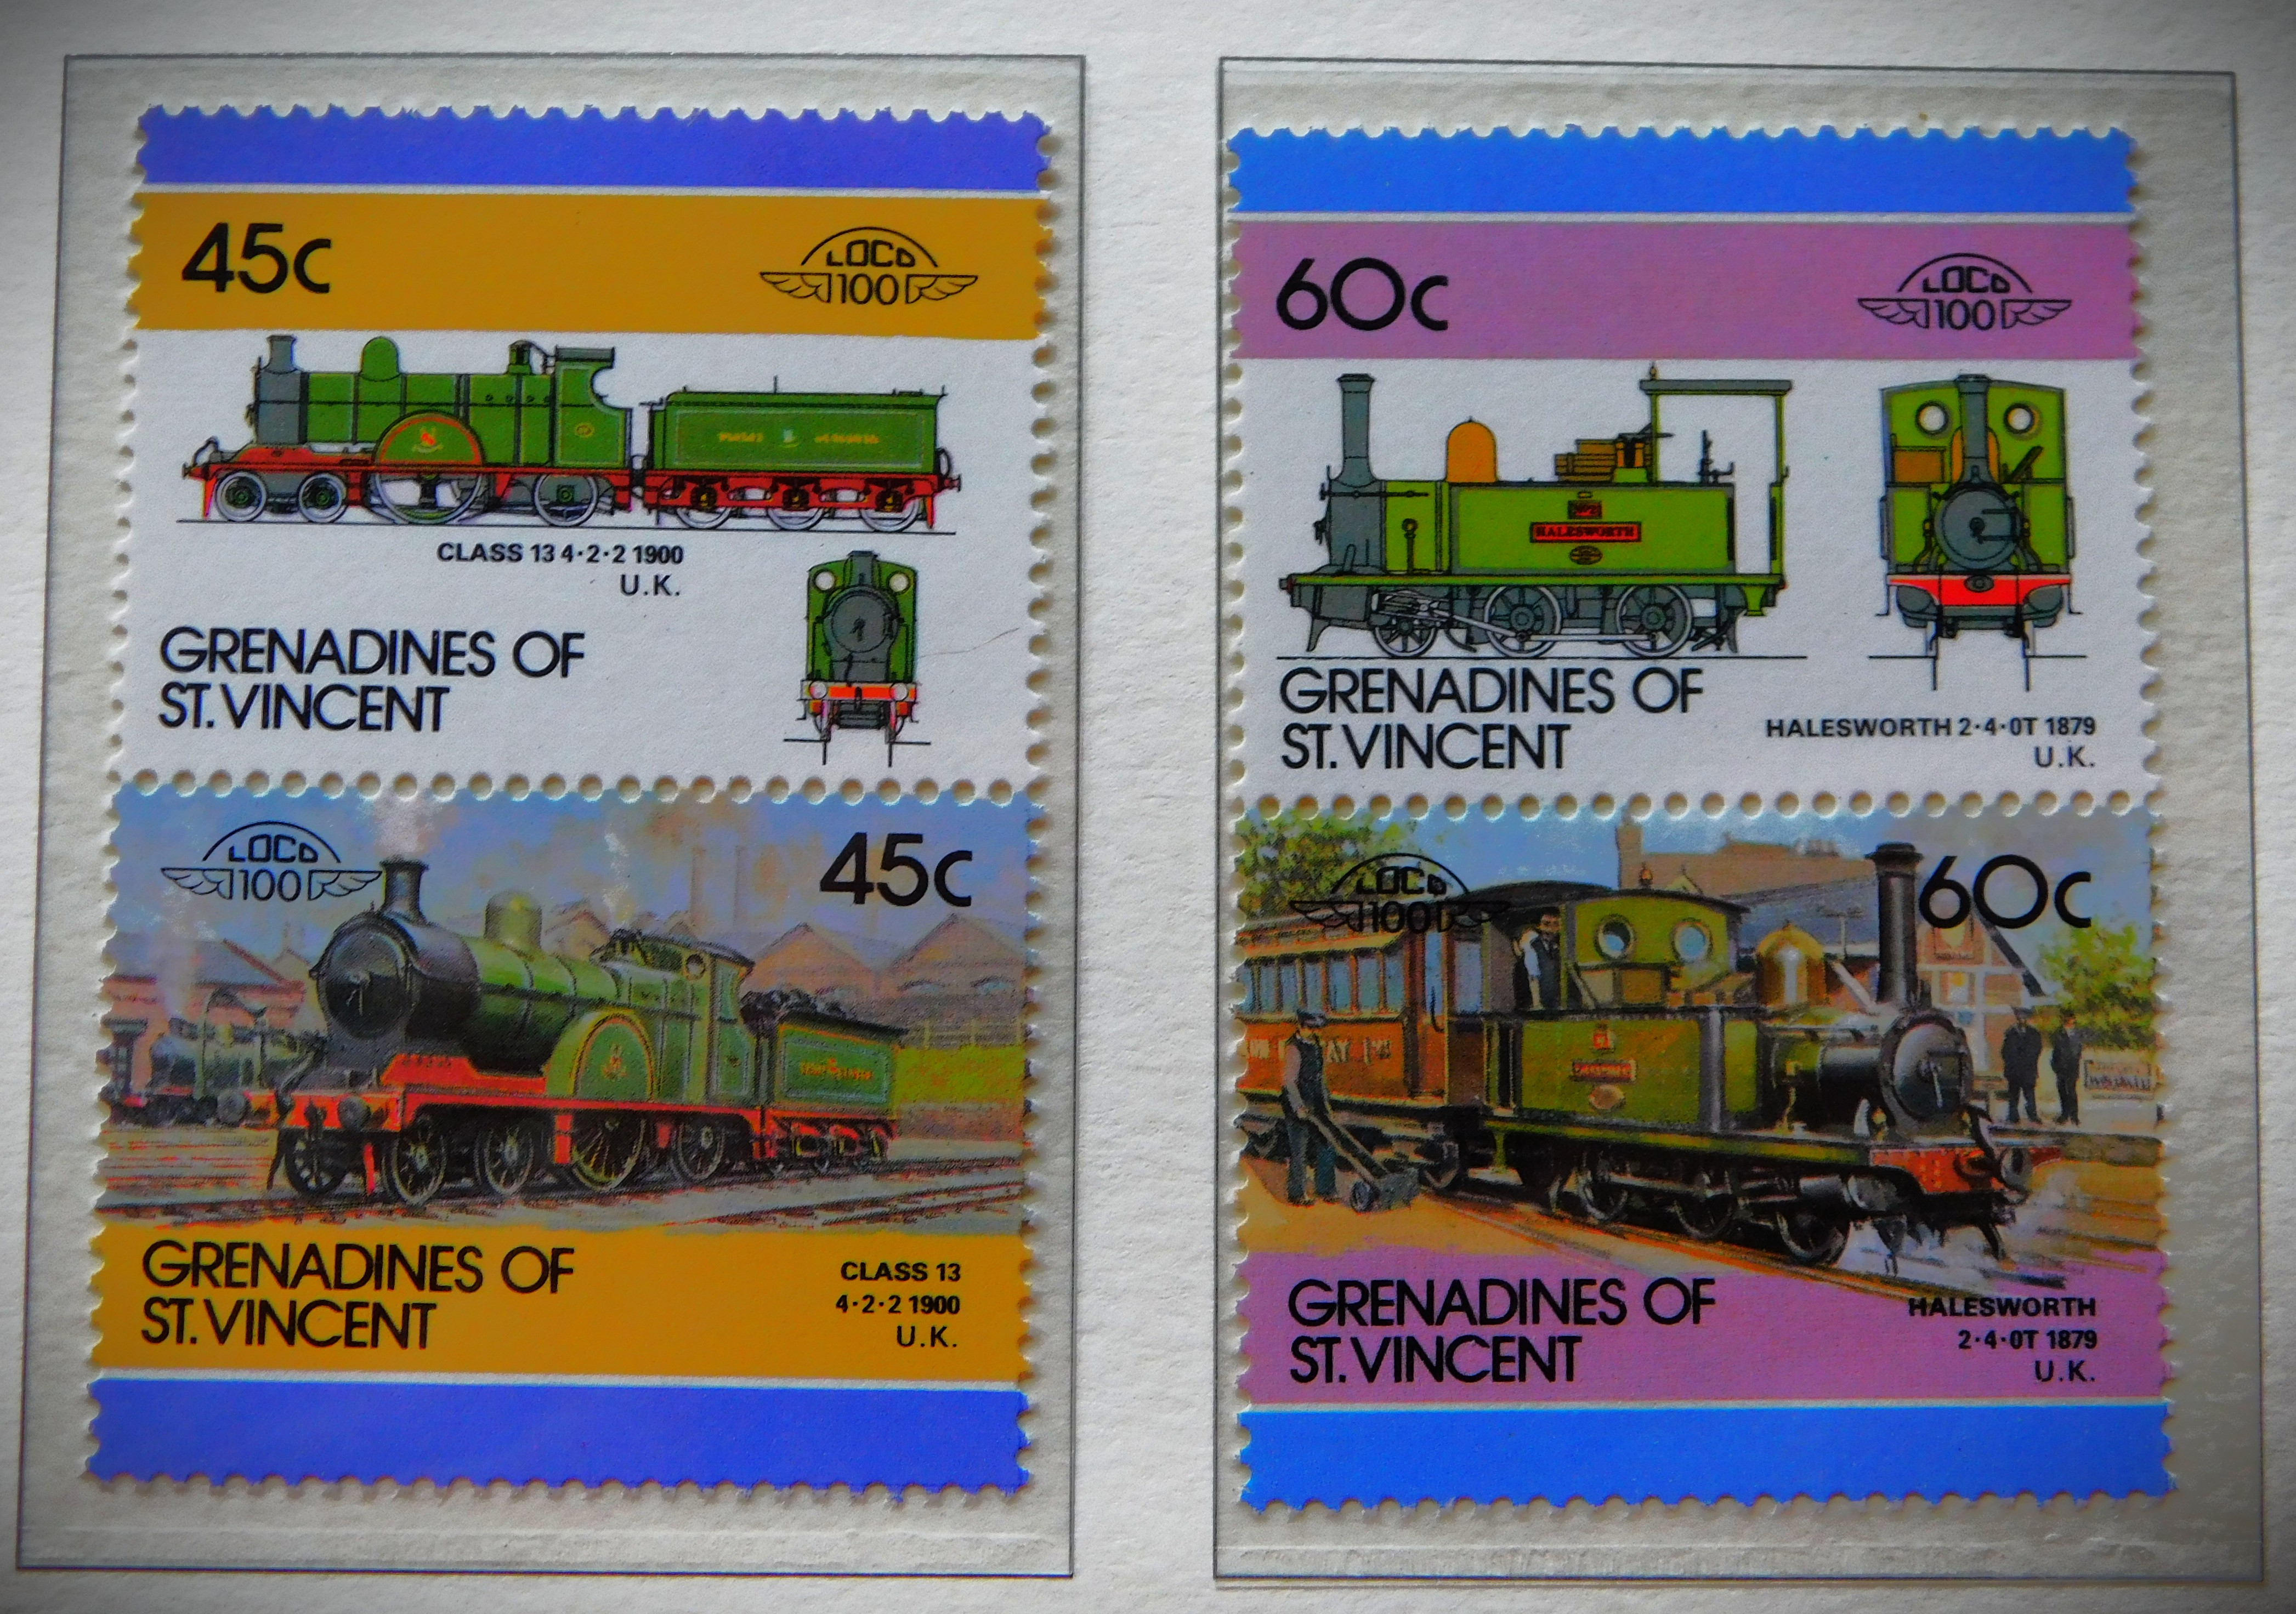 45c
LOCO
100
CLASS 13 4·2·2 1900
U.K.
GRENADINES OF
ST. VINCENT
LOCO
100
45c
GRENADINES OF
ST. VINCENT
CLASS 13
4·2·2 1900
U.K.
60c
LOCO
100
HALESWORTH
GRENADINES OF
ST. VINCENT
HALESWORTH 2·4·0T 1879
U.K.
LOCO
100
60c
GRENADINES OF
ST. VINCENT
HALESWORTH
2·4·0T 1879
U.K.